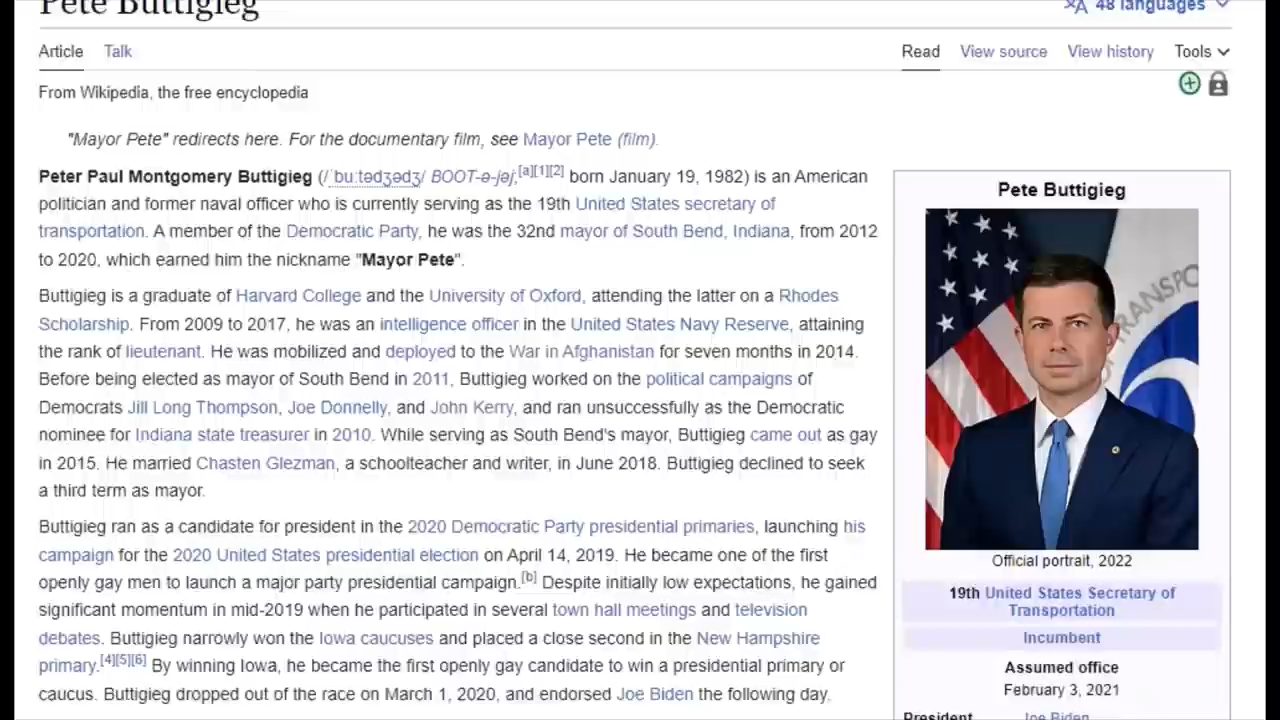 Pete Buttigieg
48 languages
Article Talk Read View source View history Tools
From Wikipedia, the free encyclopedia
"Mayor Pete" redirects here. For the documentary film, see Mayor Pete (film).
Peter Paul Montgomery Buttigieg (/ˈbuːtədʒədʒ/ BOOT-ə-jəj;[a][1][2] born January 19, 1982) is an American
politician and former naval officer who is currently serving as the 19th United States secretary of
transportation. A member of the Democratic Party, he was the 32nd mayor of South Bend, Indiana, from 2012
to 2020, which earned him the nickname "Mayor Pete".
Buttigieg is a graduate of Harvard College and the University of Oxford, attending the latter on a Rhodes
Scholarship. From 2009 to 2017, he was an intelligence officer in the United States Navy Reserve, attaining
the rank of lieutenant. He was mobilized and deployed to the War in Afghanistan for seven months in 2014.
Before being elected as mayor of South Bend in 2011, Buttigieg worked on the political campaigns of
Democrats Jill Long Thompson, Joe Donnelly, and John Kerry, and ran unsuccessfully as the Democratic
nominee for Indiana state treasurer in 2010. While serving as South Bend's mayor, Buttigieg came out as gay
in 2015. He married Chasten Glezman, a schoolteacher and writer, in June 2018. Buttigieg declined to seek
a third term as mayor.
Buttigieg ran as a candidate for president in the 2020 Democratic Party presidential primaries, launching his
campaign for the 2020 United States presidential election on April 14, 2019. He became one of the first
openly gay men to launch a major party presidential campaign.[b] Despite initially low expectations, he gained
significant momentum in mid-2019 when he participated in several town hall meetings and television
debates. Buttigieg narrowly won the Iowa caucuses and placed a close second in the New Hampshire
primary.[4][5][6] By winning Iowa, he became the first openly gay candidate to win a presidential primary or
caucus. Buttigieg dropped out of the race on March 1, 2020, and endorsed Joe Biden the following day.
Pete Buttigieg
TRANSPO
Official portrait, 2022
19th United States Secretary of
Transportation
Incumbent
Assumed office
February 3, 2021
President Joe Biden